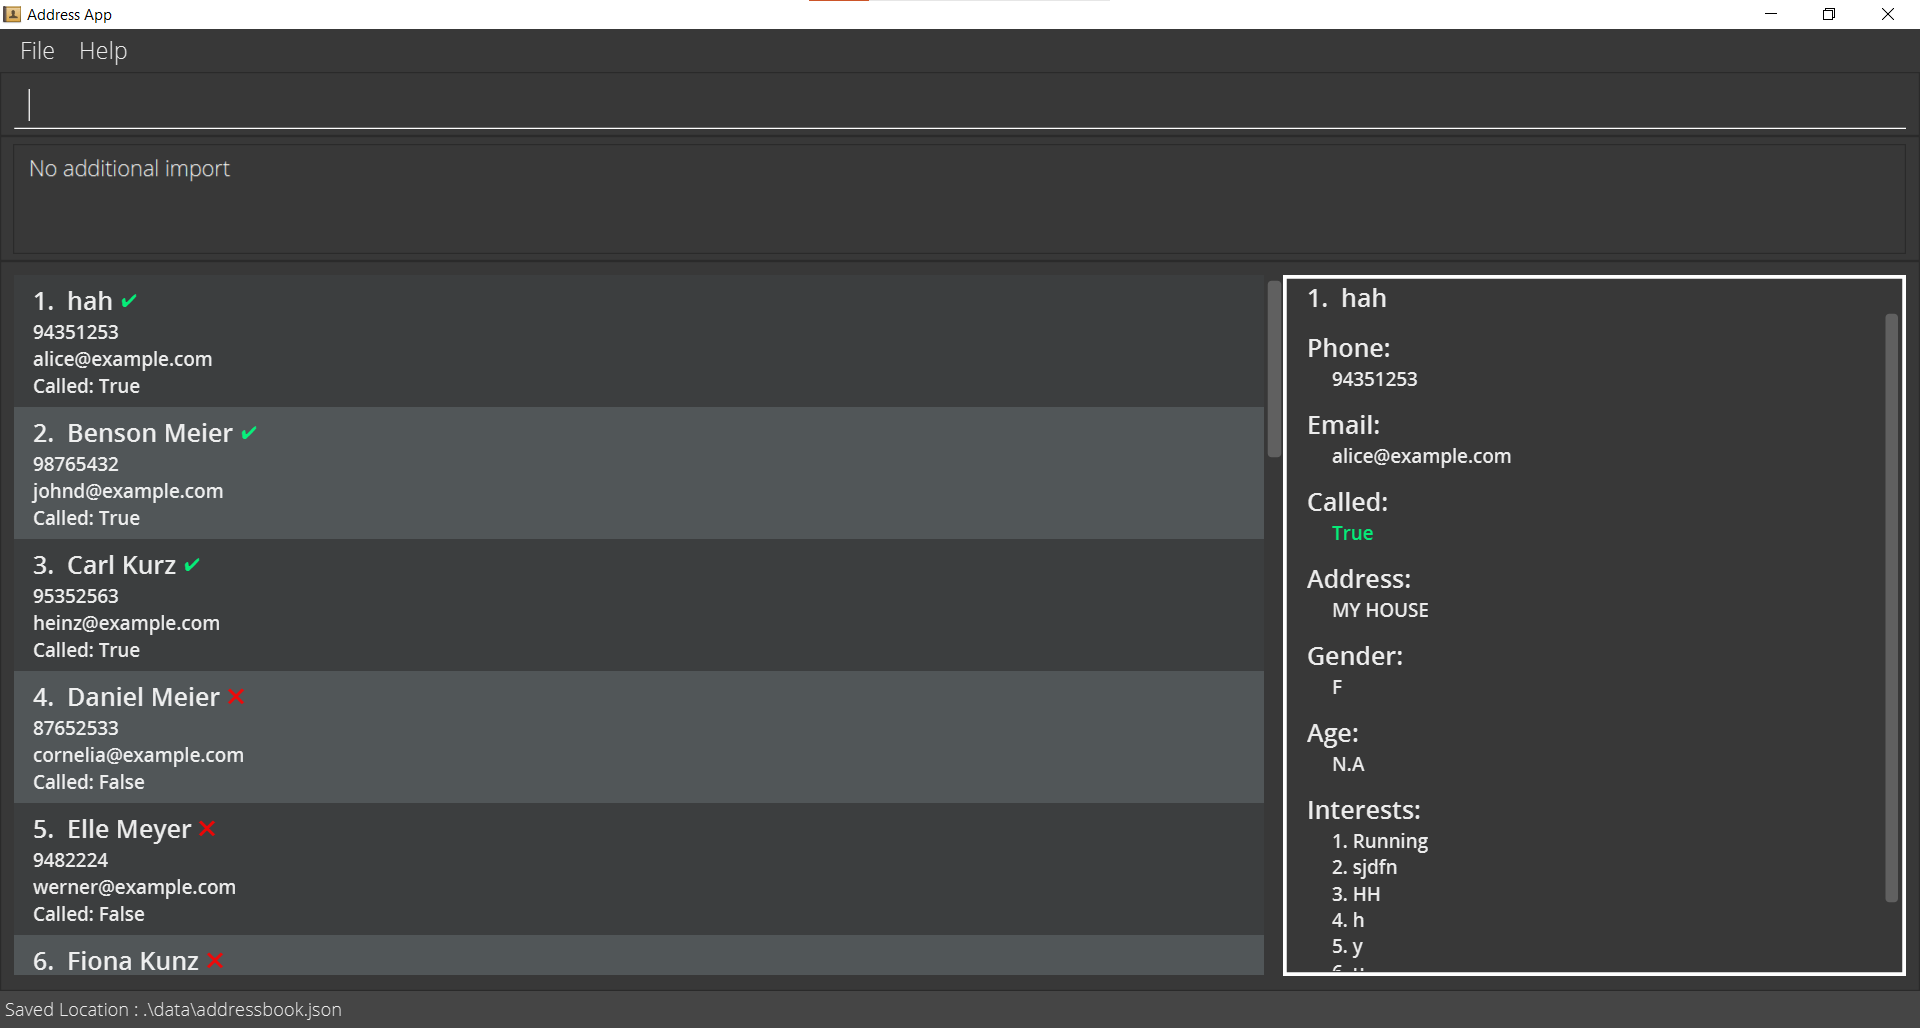 Address App
File Help
No additional import
1. hah ✔
94351253
alice@example.com
Called: True
2. Benson Meier ✔
98765432
johnd@example.com
Called: True
3. Carl Kurz ✔
95352563
heinz@example.com
Called: True
4. Daniel Meier ✕
87652533
cornelia@example.com
Called: False
5. Elle Meyer ✕
9482224
werner@example.com
Called: False
6. Fiona Kunz ✕
1. hah
Phone:
94351253
Email:
alice@example.com
Called:
True
Address:
MY HOUSE
Gender:
F
Age:
N.A
Interests:
1. Running
2. sjdfn
3. HH
4. h
5. y
Saved Location : .\data\addressbook.json